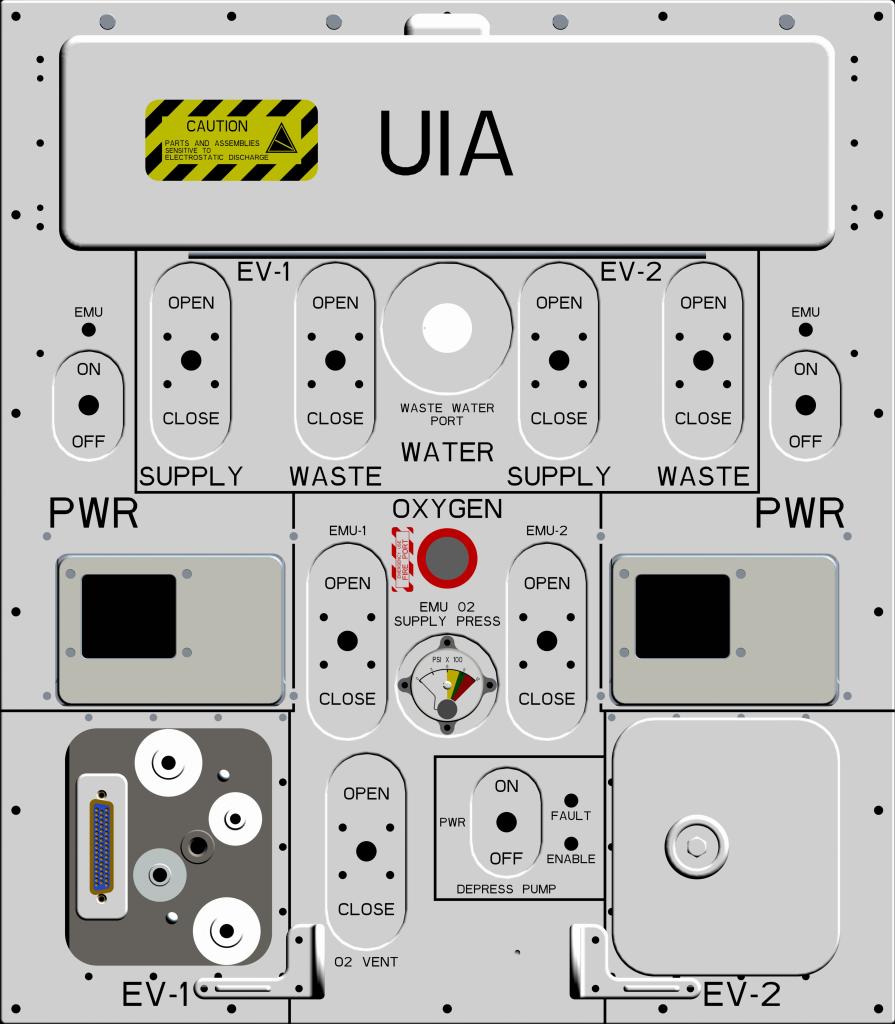 CAUTION
PARTS AND ASSEMBLIES
SENSITIVE TO
ELECTROSTATIC DISCHARGE
UIA
EV-1
EV-2
OPEN
OPEN
OPEN
OPEN
EMU
EMU
ON
ON
CLOSE
CLOSE
CLOSE
CLOSE
WASTE WATER
PORT
OFF
OFF
WATER
SUPPLY
WASTE
SUPPLY
WASTE
PWR
OXYGEN
PWR
EMU-1
EMU-2
FIRE PORT
OPEN
OPEN
EMU O2
SUPPLY PRESS
PSI X 100
CLOSE
CLOSE
OPEN
ON
PWR
FAULT
OFF
ENABLE
DEPRESS PUMP
CLOSE
O2 VENT
EV-1
EV-2